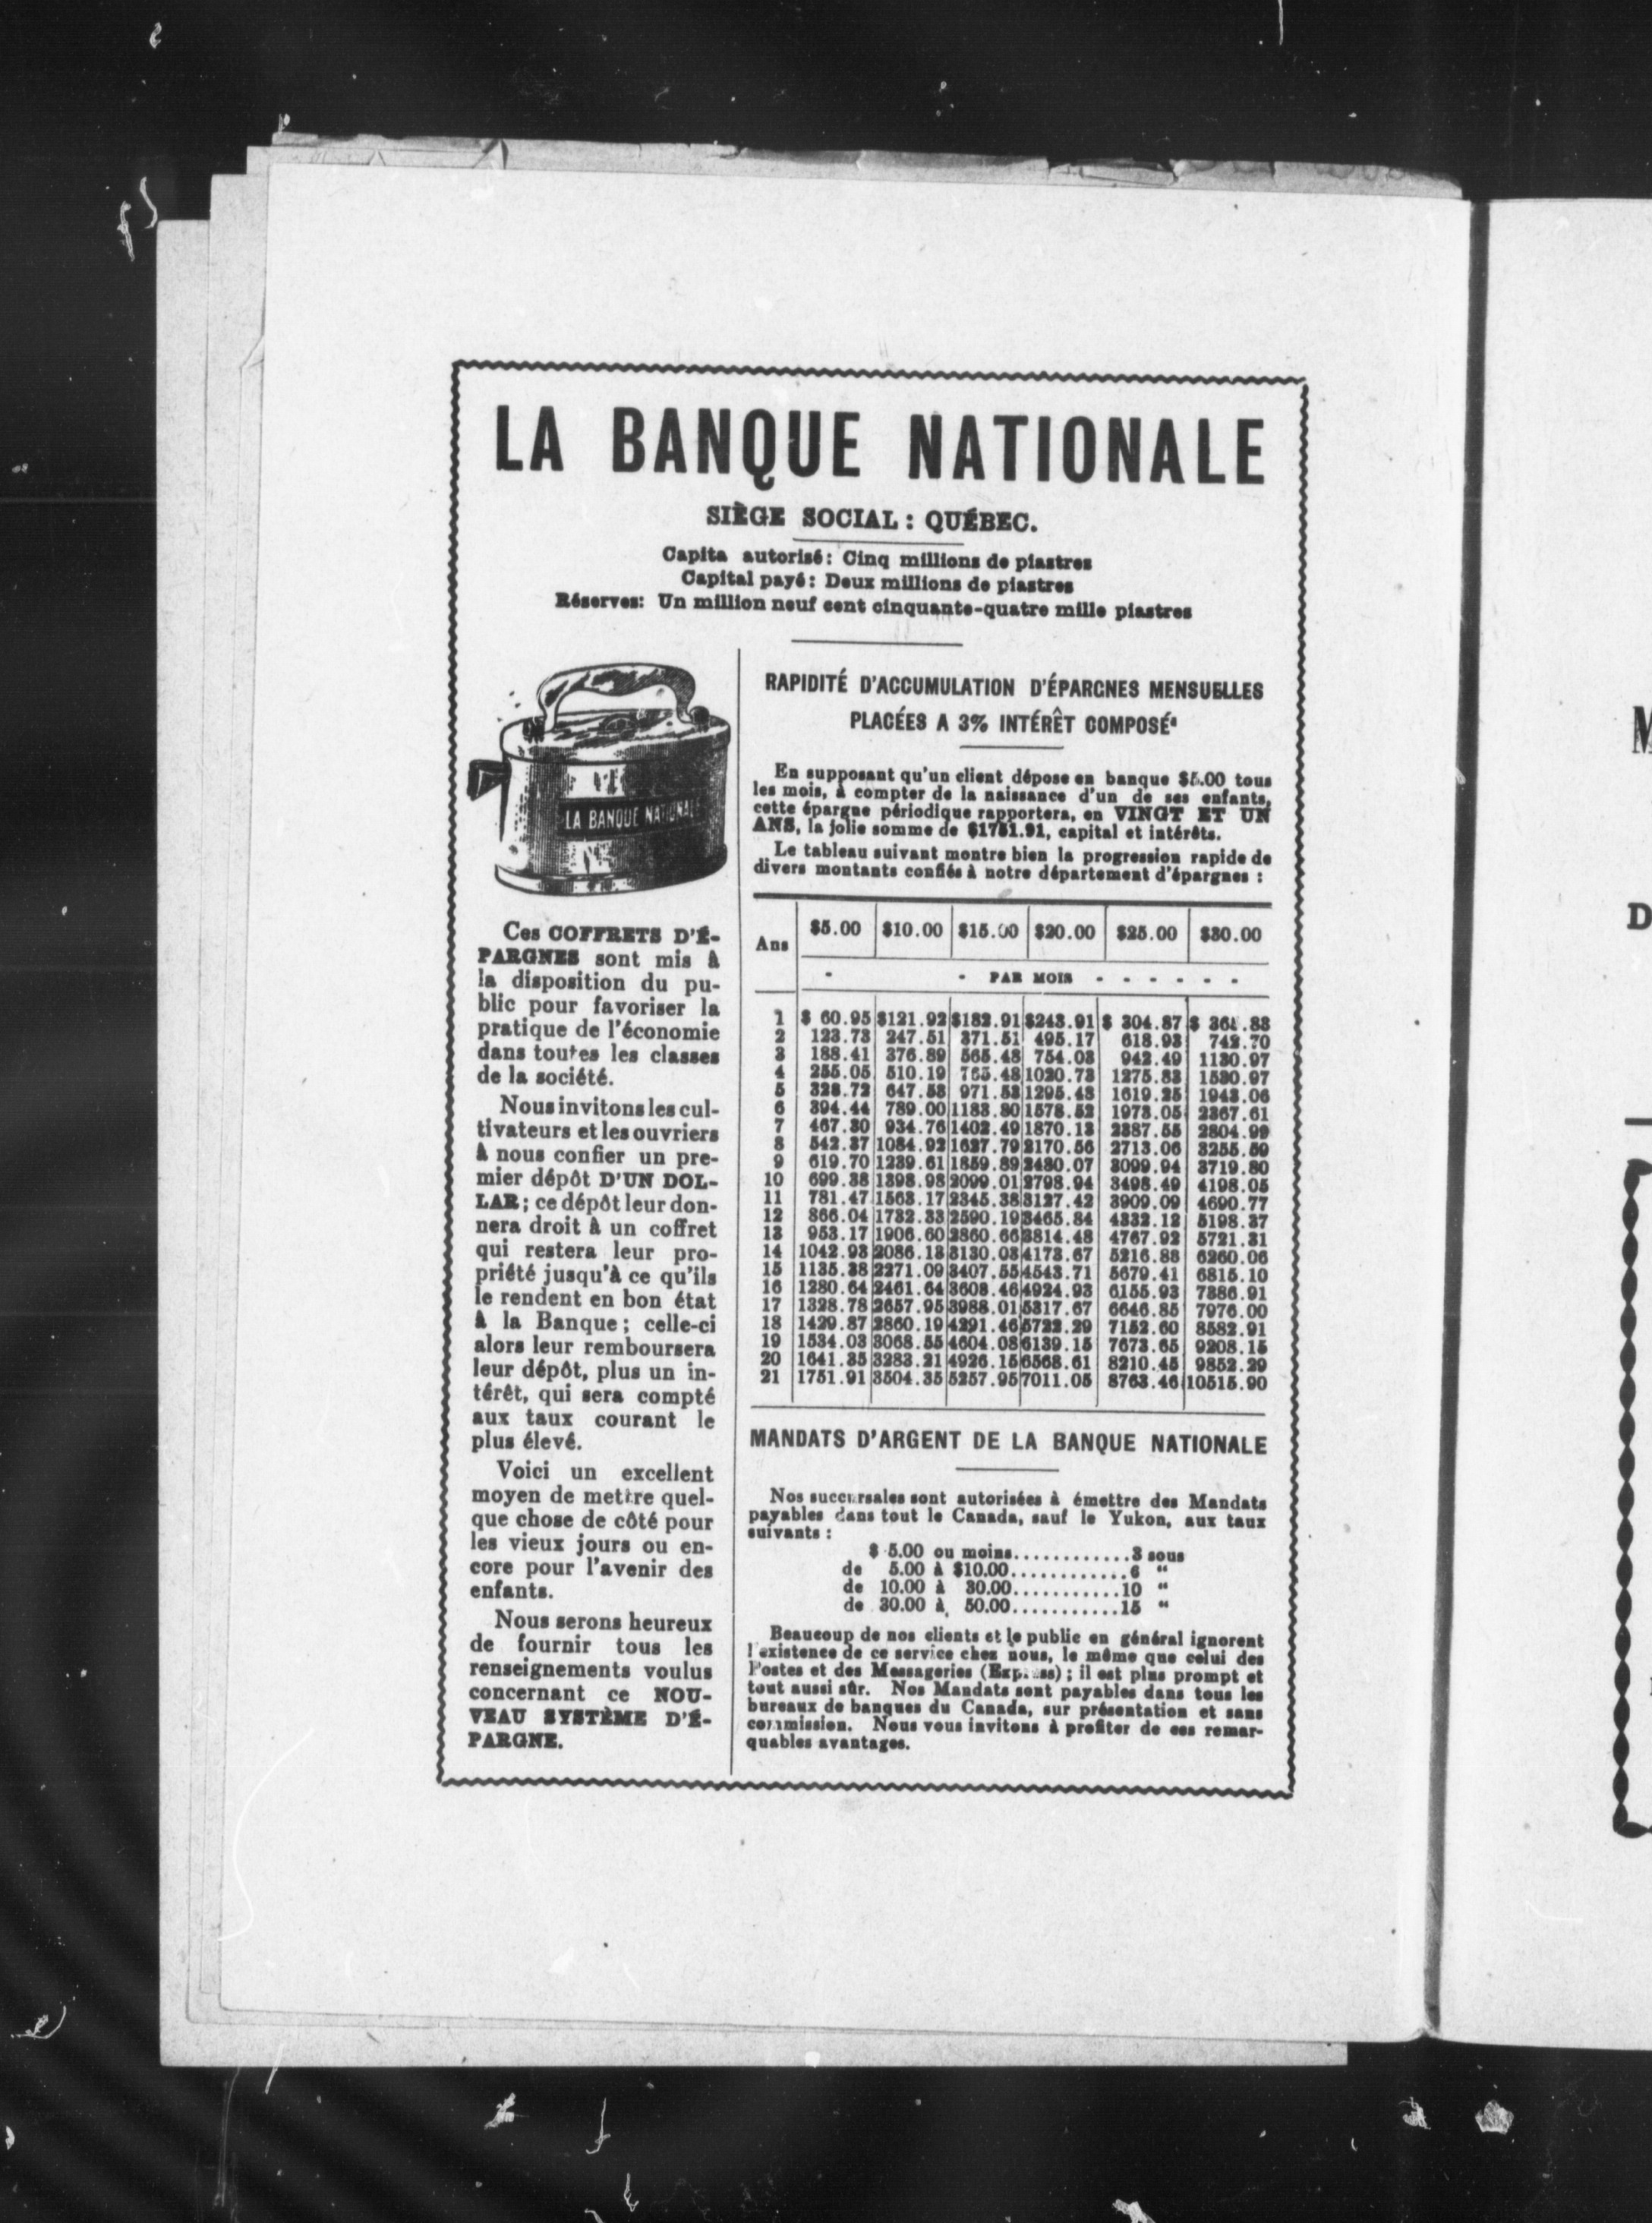 LA BANQUE NATIONALE
SIÈGE SOCIAL : QUÉBEC.
Capita autorisé: Cinq millions de piastres
Capital payé: Deux millions de piastres
Réserves: Un million neuf cent cinquante-quatre mille piastres
LA BANQUE NATIONALE
Ces COFFRETS D'É-
PARGNES sont mis à
la disposition du pu-
blic pour favoriser la
pratique de l'économie
dans toutes les classes
de la société.
Nous invitons les cul-
tivateurs et les ouvriers
à nous confier un pre-
mier dépôt D'UN DOL-
LAR; ce dépôt leur don-
nera droit à un coffret
qui restera leur pro-
priété jusqu'à ce qu'ils
le rendent en bon état
à la Banque; celle-ci
alors leur remboursera
leur dépôt, plus un in-
térêt, qui sera compté
aux taux courant le
plus élevé.
Voici un excellent
moyen de mettre quel-
que chose de côté pour
les vieux jours ou en-
core pour l'avenir des
enfants.
Nous serons heureux
de fournir tous les
renseignements voulus
concernant ce NOU-
VEAU SYSTÈME D'É-
PARGNE.
RAPIDITÉ D'ACCUMULATION D'ÉPARGNES MENSUELLES
PLACÉES A 3% INTÉRÊT COMPOSÉ
En supposant qu'un client dépose en banque $5.00 tous
les mois, à compter de la naissance d'un de ses enfants,
cette épargne périodique rapportera, en VINGT ET UN
ANS, la jolie somme de $1751.91, capital et intérêts.
Le tableau suivant montre bien la progression rapide de
divers montants confiés à notre département d'épargnes :
Ans $5.00 $10.00 $15.00 $20.00 $25.00 $30.00
- - PAR MOIS - - - - - -
1 $ 60.95 $121.92 $182.91 $243.91 $ 304.87 $ 365.88
2 123.73 247.51 371.51 495.17 618.93 742.70
3 188.41 376.89 565.48 754.03 942.49 1130.97
4 255.05 510.19 765.48 1020.73 1275.83 1530.97
5 323.72 647.53 971.53 1295.43 1619.25 1943.06
6 394.44 789.00 1183.80 1578.52 1973.05 2367.61
7 467.30 934.76 1402.49 1870.13 2337.55 2804.99
8 542.37 1084.92 1627.79 2170.56 2713.06 3255.59
9 619.70 1239.61 1859.89 2480.07 3099.94 3719.80
10 699.38 1398.98 2099.01 2798.94 3498.49 4198.05
11 781.47 1563.17 2345.38 3127.42 3909.09 4690.77
12 866.04 1732.33 2590.19 3465.84 4332.12 5198.37
13 953.17 1906.60 2860.66 3814.48 4767.92 5721.31
14 1042.93 2086.13 3130.03 4173.67 5216.88 6260.06
15 1135.38 2271.09 3407.55 4543.71 5679.41 6815.10
16 1230.64 2461.64 3608.46 4924.93 6155.93 7386.91
17 1328.78 2657.95 3988.01 5317.67 6646.85 7976.00
18 1429.87 2860.19 4291.46 5722.29 7152.60 8582.91
19 1534.03 3068.55 4604.08 6139.15 7673.65 9208.15
20 1641.35 3283.21 4926.15 6568.61 8210.45 9852.29
21 1751.91 3504.35 5257.95 7011.05 8763.46 10515.90
MANDATS D'ARGENT DE LA BANQUE NATIONALE
Nos succursales sont autorisées à émettre des Mandats
payables dans tout le Canada, sauf le Yukon, aux taux
suivants :
$ 5.00 ou moins............3 sous
de 5.00 à $10.00............6 "
de 10.00 à 30.00...........10 "
de 30.00 à 50.00...........15 "
Beaucoup de nos clients et le public en général ignorent
l'existence de ce service chez nous, le même que celui des
Postes et des Messageries (Express); il est plus prompt et
tout aussi sûr. Nos Mandats sont payables dans tous les
bureaux de banques du Canada, sur présentation et sans
commission. Nous vous invitons à profiter de ces remar-
quables avantages.